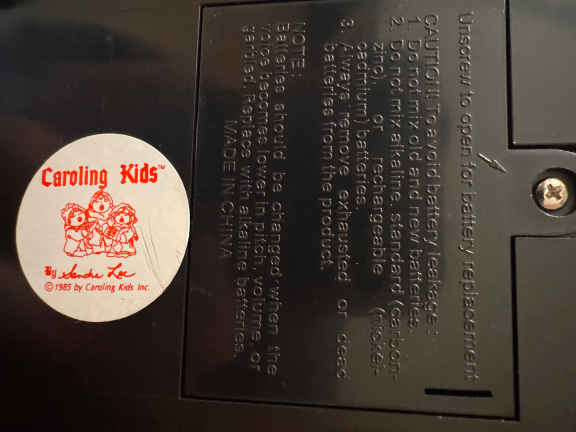 Caroling Kids™
By Sandra Lee
©1985 by Caroling Kids Inc.
Unscrew to open for battery replacement
CAUTION: To avoid battery leakage:
1. Do not mix old and new batteries.
2. Do not mix alkaline, standard (carbon-
zinc), or rechargeable (nickel-
cadmium) batteries.
3. Always remove exhausted or dead
batteries from the product.
NOTE:
Batteries should be changed when the
voice becomes lower in pitch, volume, or
garbled. Replace with alkaline batteries.
MADE IN CHINA